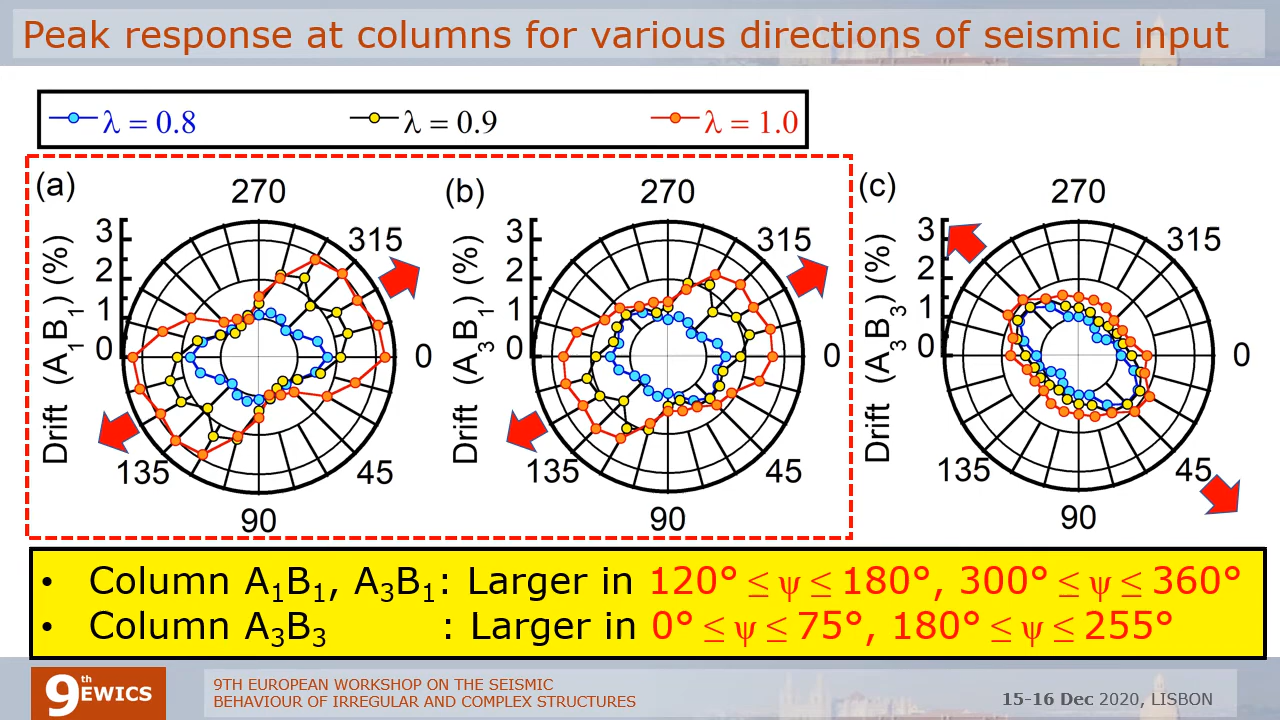 Peak response at columns for various directions of seismic input
λ = 0.8 λ = 0.9 λ = 1.0
(a) (b) (c)
270 270 270
315 315 315
3 3 3
2 2 2
1 1 1
0 0 0
0 0 0
Drift (A1B1) (%) Drift (A3B1) (%) Drift (A3B3) (%)
135 45 135 45 135 45
90 90 90
• Column A1B1, A3B1: Larger in 120° ≤ ψ ≤ 180°, 300° ≤ ψ ≤ 360°
• Column A3B3 : Larger in 0° ≤ ψ ≤ 75°, 180° ≤ ψ ≤ 255°
9th EWICS
9TH EUROPEAN WORKSHOP ON THE SEISMIC
BEHAVIOUR OF IRREGULAR AND COMPLEX STRUCTURES
15-16 Dec 2020, LISBON